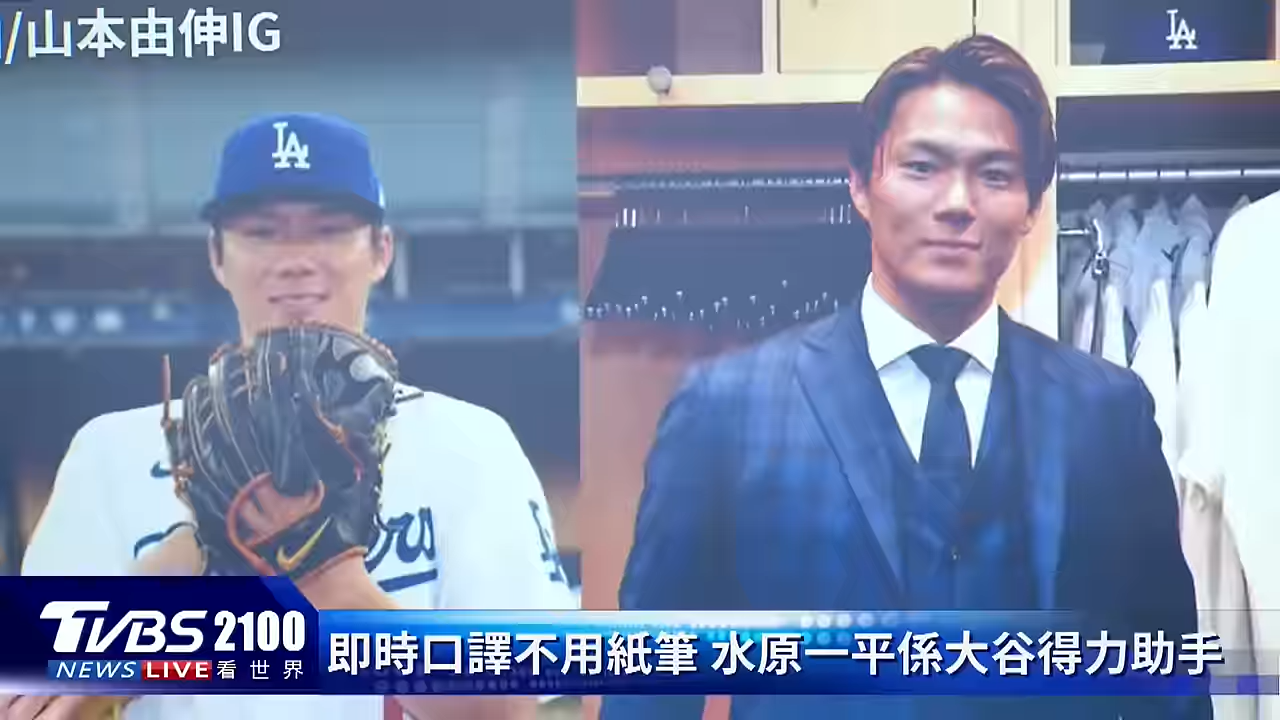 /山本由伸IG
LA
LA
ers
TVBS 2100
NEWS LIVE 看世界
即時口譯不用紙筆 水原一平係大谷得力助手